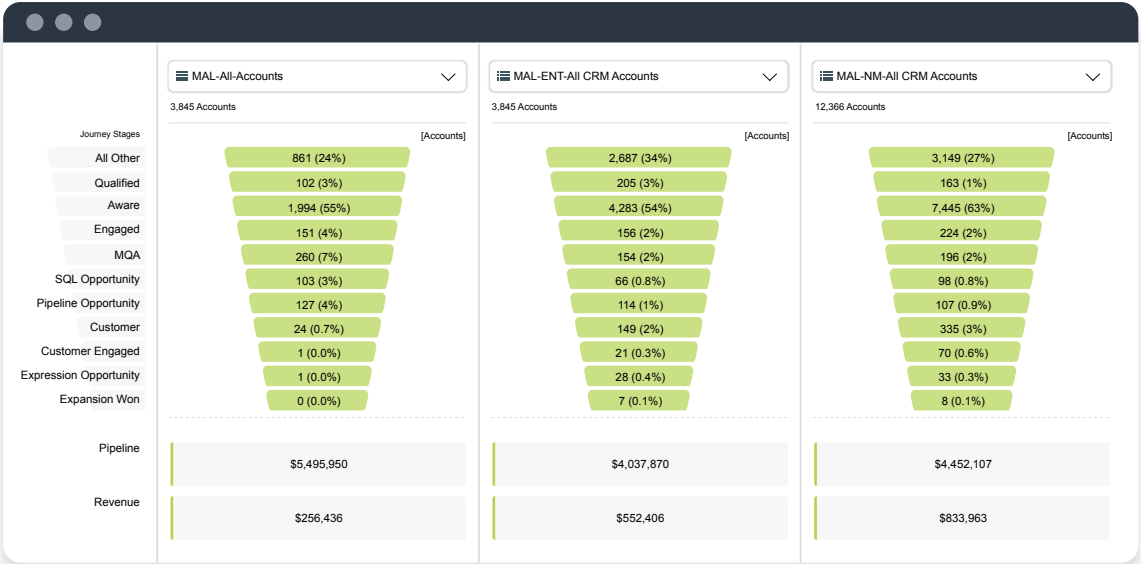 MAL-All-Accounts MAL-ENT-All CRM Accounts MAL-NM-All CRM Accounts
3,845 Accounts 3,845 Accounts 12,366 Accounts
Journey Stages [Accounts] [Accounts] [Accounts]
All Other 861 (24%) 2,687 (34%) 3,149 (27%)
Qualified 102 (3%) 205 (3%) 163 (1%)
Aware 1,994 (55%) 4,283 (54%) 7,445 (63%)
Engaged 151 (4%) 156 (2%) 224 (2%)
MQA 260 (7%) 154 (2%) 196 (2%)
SQL Opportunity 103 (3%) 66 (0.8%) 98 (0.8%)
Pipeline Opportunity 127 (4%) 114 (1%) 107 (0.9%)
Customer 24 (0.7%) 149 (2%) 335 (3%)
Customer Engaged 1 (0.0%) 21 (0.3%) 70 (0.6%)
Expression Opportunity 1 (0.0%) 28 (0.4%) 33 (0.3%)
Expansion Won 0 (0.0%) 7 (0.1%) 8 (0.1%)
Pipeline $5,495,950 $4,037,870 $4,452,107
Revenue $256,436 $552,406 $833,963